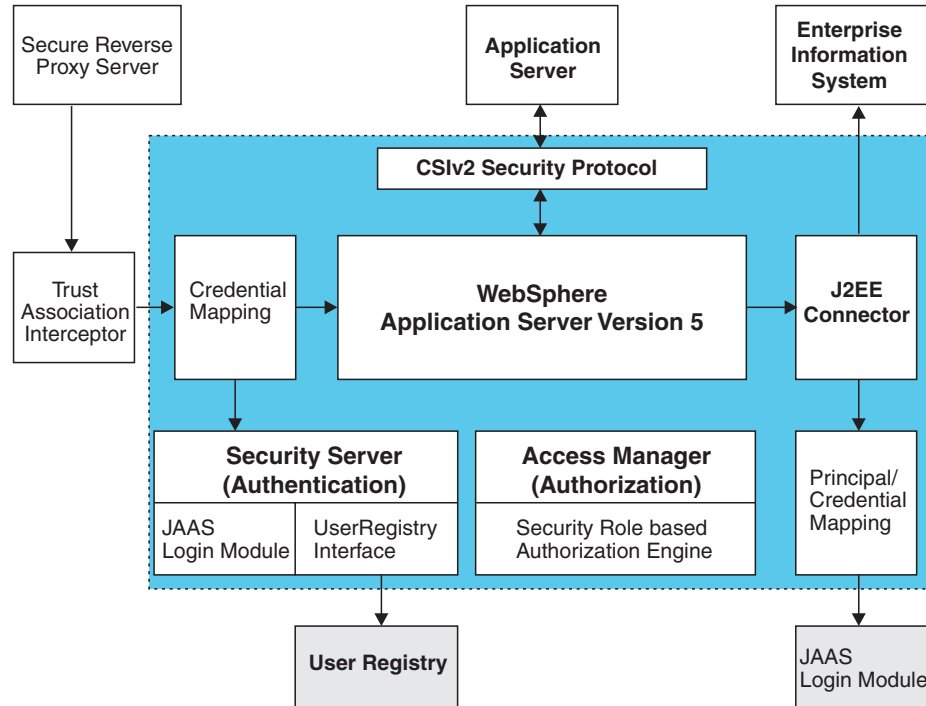 Secure Reverse
Proxy Server
Application
Server
Enterprise
Information
System
CSIv2 Security Protocol
Trust
Association
Interceptor
Credential
Mapping
WebSphere
Application Server Version 5
J2EE
Connector
Security Server
(Authentication)
JAAS
Login Module
UserRegistry
Interface
Access Manager
(Authorization)
Security Role based
Authorization Engine
Principal/
Credential
Mapping
User Registry
JAAS
Login Module